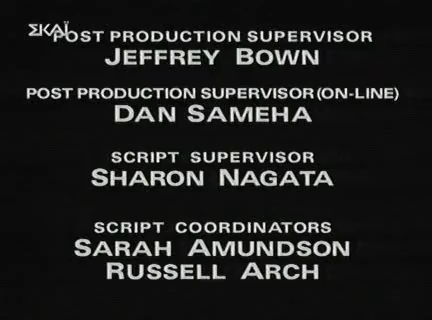 ΣΚΑΪ
POST PRODUCTION SUPERVISOR
JEFFREY BOWN
POST PRODUCTION SUPERVISOR (ON-LINE)
DAN SAMEHA
SCRIPT SUPERVISOR
SHARON NAGATA
SCRIPT COORDINATORS
SARAH AMUNDSON
RUSSELL ARCH